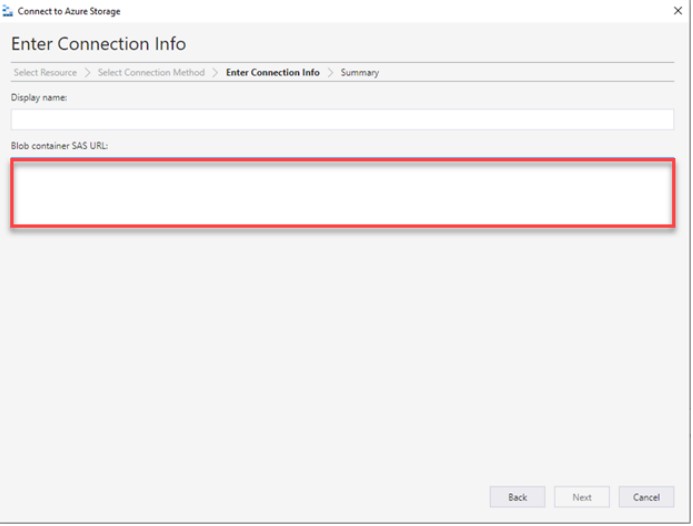 Connect to Azure Storage
Enter Connection Info
Select Resource > Select Connection Method > Enter Connection Info > Summary
Display name:
Blob container SAS URL:
Back Next Cancel